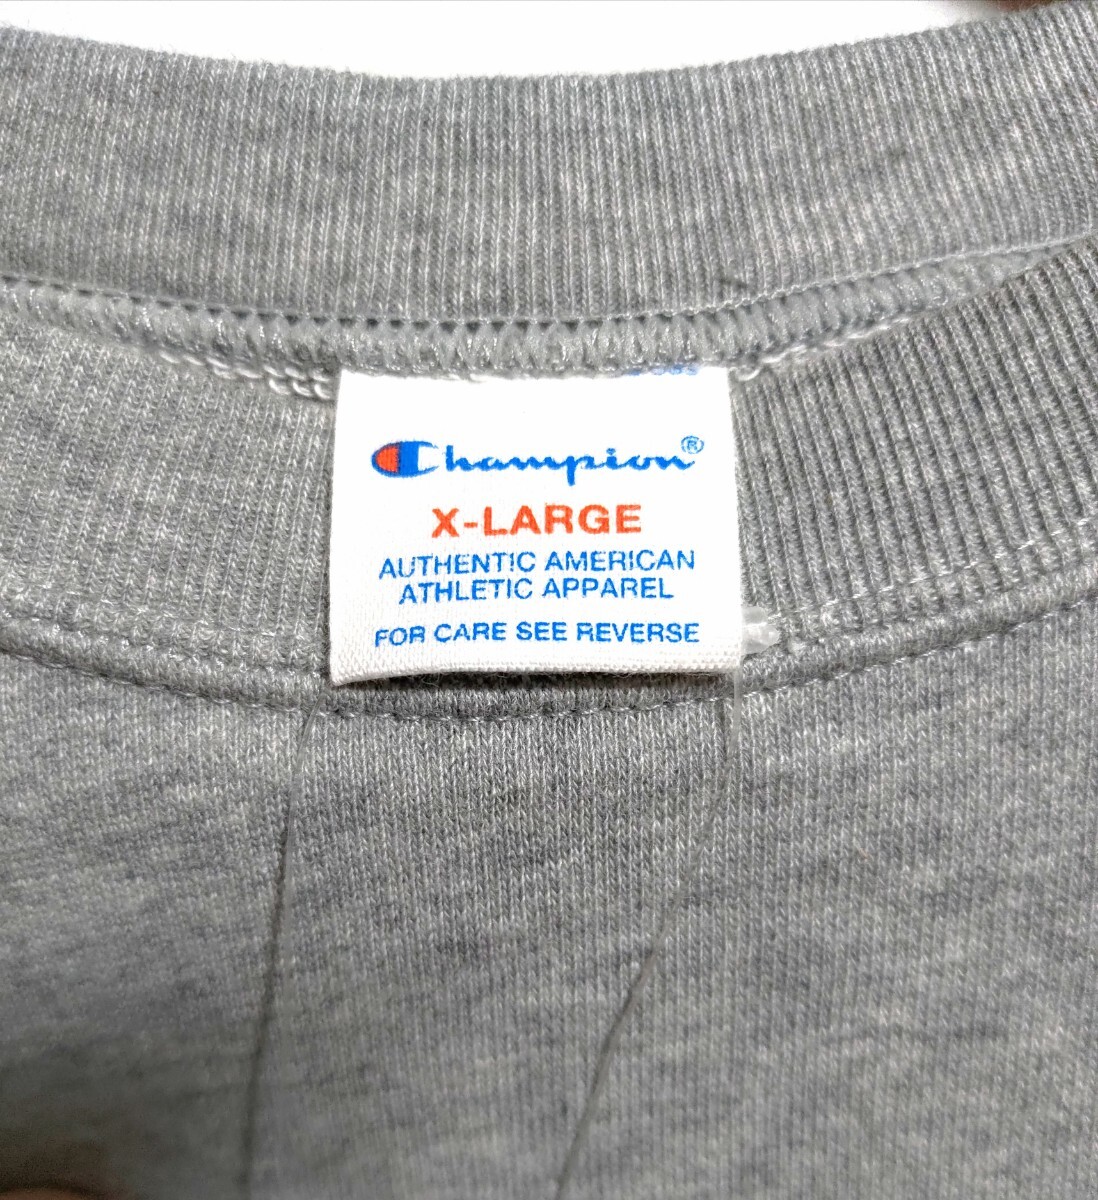 Champion®
X-LARGE
AUTHENTIC AMERICAN
ATHLETIC APPAREL
FOR CARE SEE REVERSE